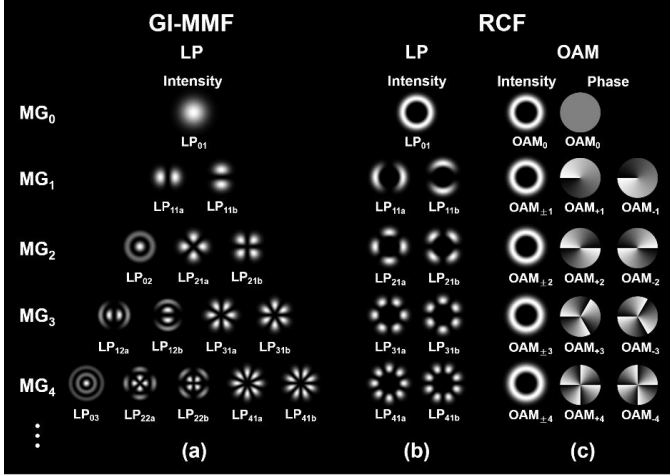 GI-MMF RCF
LP LP OAM
Intensity Intensity Intensity Phase
MG₀ LP₀₁ LP₀₁ OAM₀ OAM₀
MG₁ LP₁₁ₐ LP₁₁b LP₁₁ₐ LP₁₁b OAM±₁ OAM₊₁ OAM₋₁
MG₂ LP₀₂ LP₂₁ₐ LP₂₁b LP₂₁ₐ LP₂₁b OAM±₂ OAM₊₂ OAM₋₂
MG₃ LP₁₂ₐ LP₁₂b LP₃₁ₐ LP₃₁b LP₃₁ₐ LP₃₁b OAM±₃ OAM₊₃ OAM₋₃
MG₄ LP₀₃ LP₂₂ₐ LP₂₂b LP₄₁ₐ LP₄₁b LP₄₁ₐ LP₄₁b OAM±₄ OAM₊₄ OAM₋₄
(a) (b) (c)